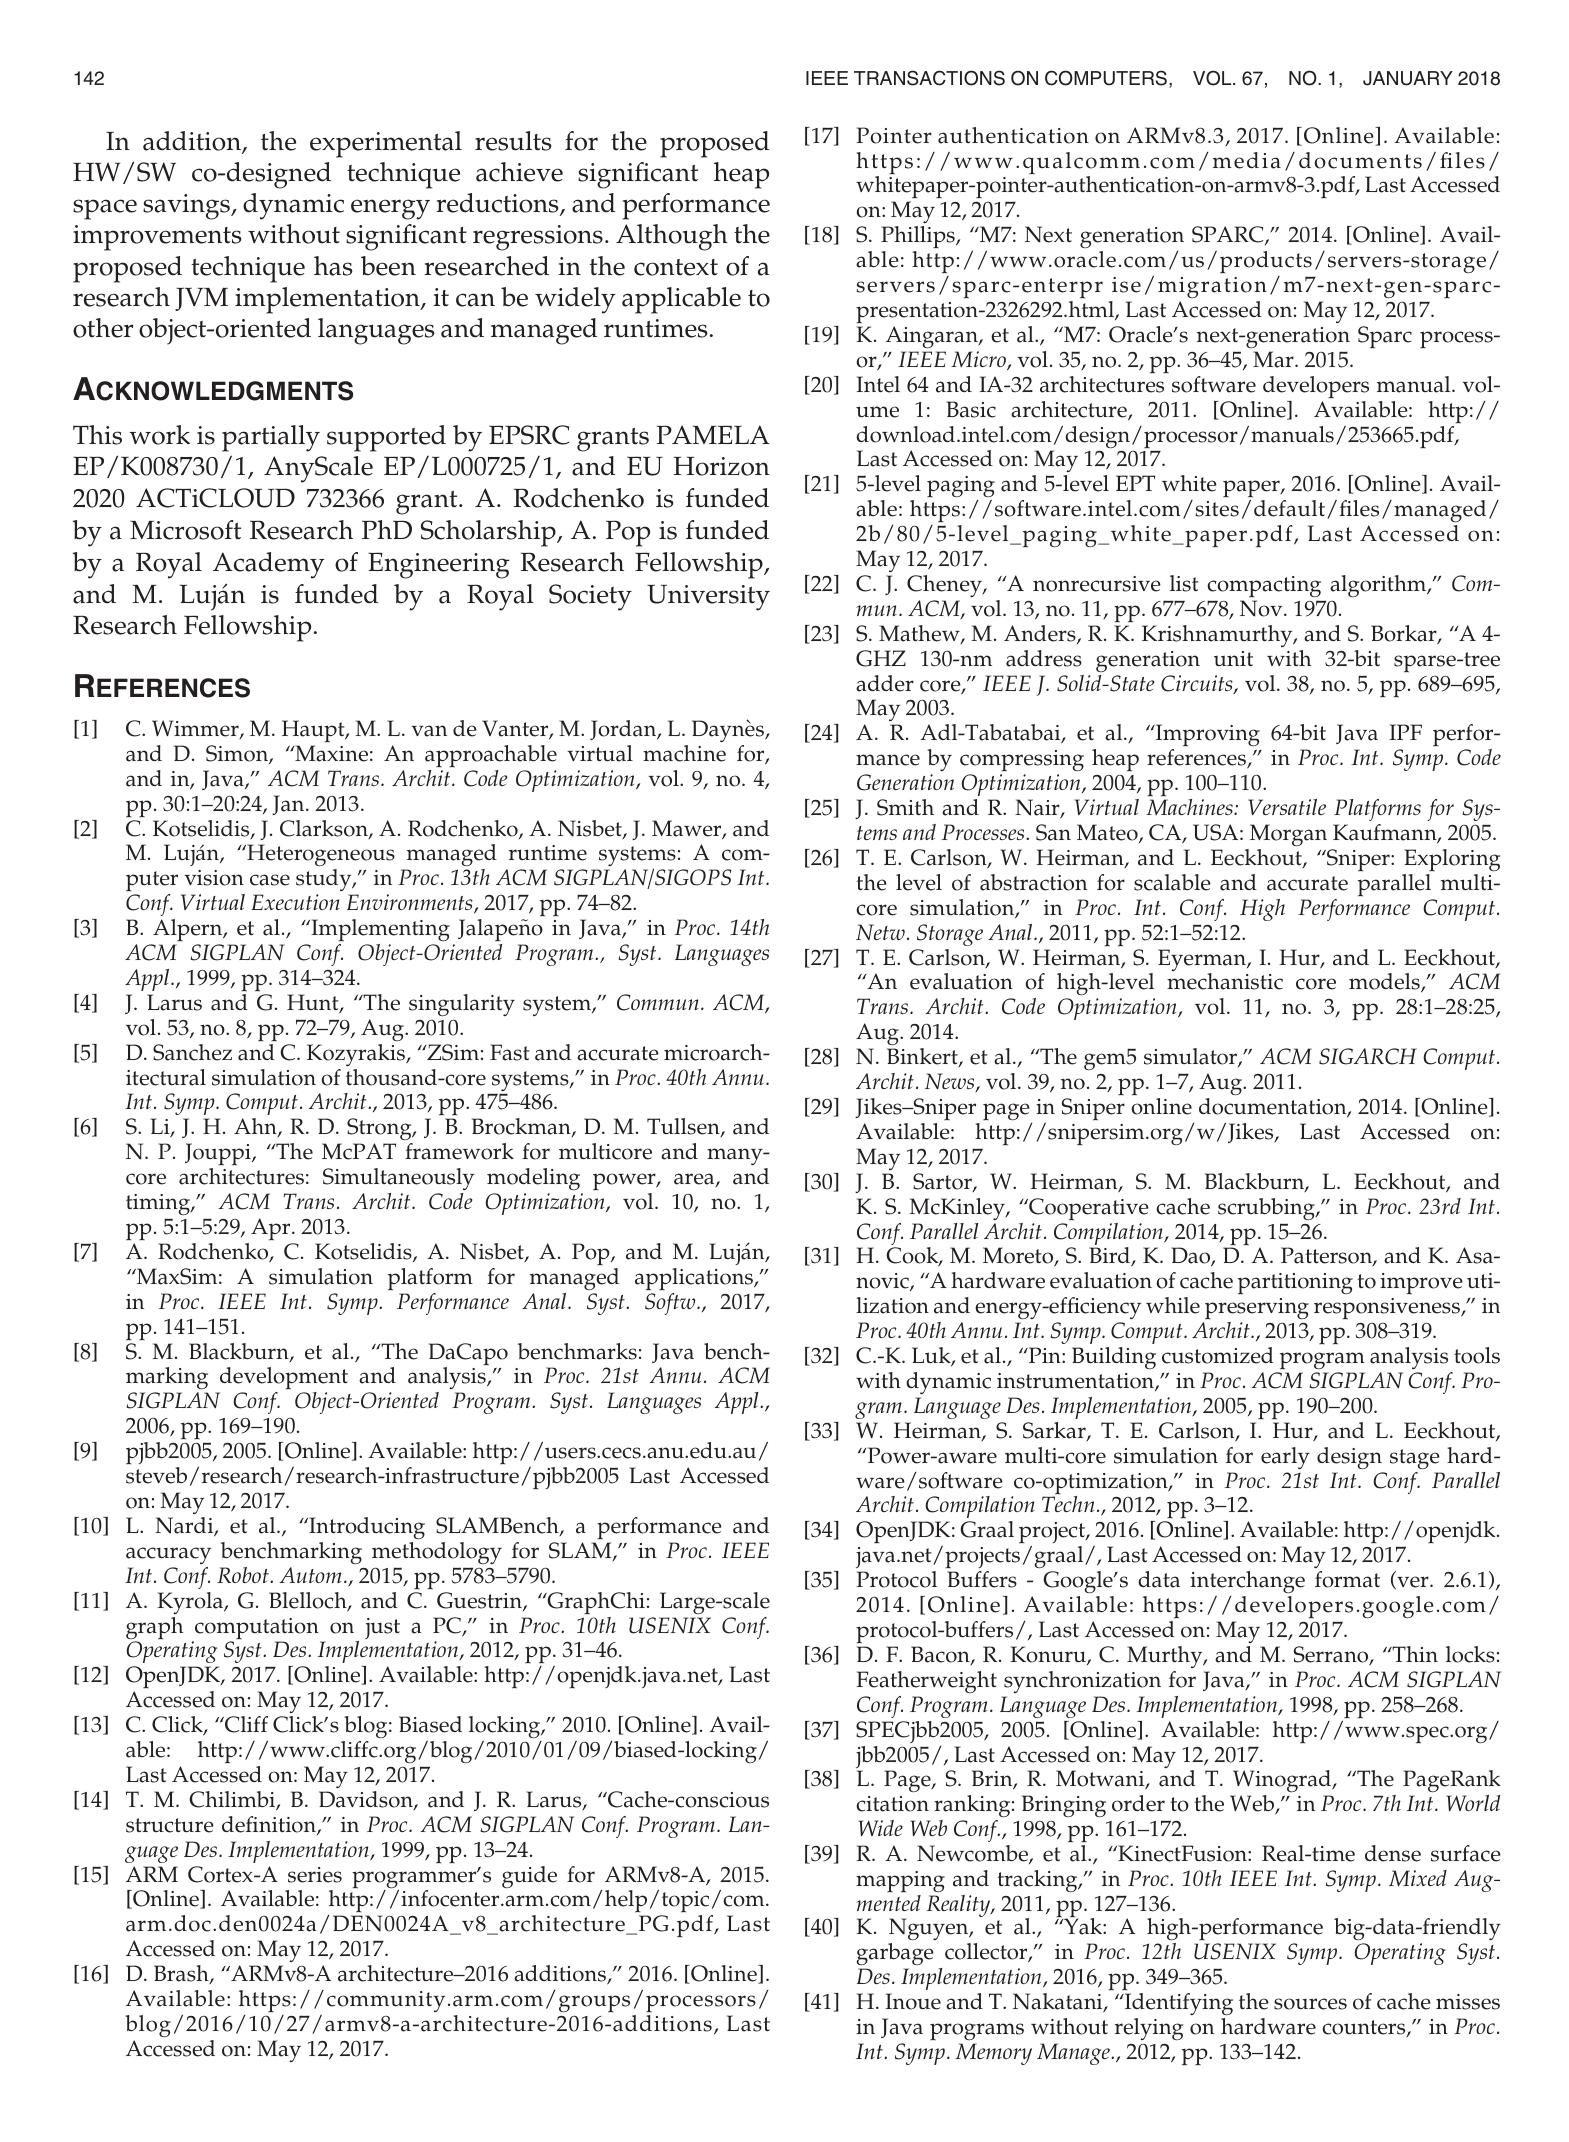 142
IEEE TRANSACTIONS ON COMPUTERS, VOL. 67, NO. 1, JANUARY 2018
In addition, the experimental results for the proposed
HW/SW co-designed technique achieve significant heap
space savings, dynamic energy reductions, and performance
improvements without significant regressions. Although the
proposed technique has been researched in the context of a
research JVM implementation, it can be widely applicable to
other object-oriented languages and managed runtimes.
ACKNOWLEDGMENTS
This work is partially supported by EPSRC grants PAMELA
EP/K008730/1, AnyScale EP/L000725/1, and EU Horizon
2020 ACTiCLOUD 732366 grant. A. Rodchenko is funded
by a Microsoft Research PhD Scholarship, A. Pop is funded
by a Royal Academy of Engineering Research Fellowship,
and M. Luján is funded by a Royal Society University
Research Fellowship.
REFERENCES
[1] C. Wimmer, M. Haupt, M. L. van de Vanter, M. Jordan, L. Daynès,
and D. Simon, “Maxine: An approachable virtual machine for,
and in, Java,” ACM Trans. Archit. Code Optimization, vol. 9, no. 4,
pp. 30:1–20:24, Jan. 2013.
[2] C. Kotselidis, J. Clarkson, A. Rodchenko, A. Nisbet, J. Mawer, and
M. Luján, “Heterogeneous managed runtime systems: A com-
puter vision case study,” in Proc. 13th ACM SIGPLAN/SIGOPS Int.
Conf. Virtual Execution Environments, 2017, pp. 74–82.
[3] B. Alpern, et al., “Implementing Jalapeño in Java,” in Proc. 14th
ACM SIGPLAN Conf. Object-Oriented Program., Syst. Languages
Appl., 1999, pp. 314–324.
[4] J. Larus and G. Hunt, “The singularity system,” Commun. ACM,
vol. 53, no. 8, pp. 72–79, Aug. 2010.
[5] D. Sanchez and C. Kozyrakis, “ZSim: Fast and accurate microarch-
itectural simulation of thousand-core systems,” in Proc. 40th Annu.
Int. Symp. Comput. Archit., 2013, pp. 475–486.
[6] S. Li, J. H. Ahn, R. D. Strong, J. B. Brockman, D. M. Tullsen, and
N. P. Jouppi, “The McPAT framework for multicore and many-
core architectures: Simultaneously modeling power, area, and
timing,” ACM Trans. Archit. Code Optimization, vol. 10, no. 1,
pp. 5:1–5:29, Apr. 2013.
[7] A. Rodchenko, C. Kotselidis, A. Nisbet, A. Pop, and M. Luján,
“MaxSim: A simulation platform for managed applications,”
in Proc. IEEE Int. Symp. Performance Anal. Syst. Softw., 2017,
pp. 141–151.
[8] S. M. Blackburn, et al., “The DaCapo benchmarks: Java bench-
marking development and analysis,” in Proc. 21st Annu. ACM
SIGPLAN Conf. Object-Oriented Program. Syst. Languages Appl.,
2006, pp. 169–190.
[9] pjbb2005, 2005. [Online]. Available: http://users.cecs.anu.edu.au/
steveb/research/research-infrastructure/pjbb2005 Last Accessed
on: May 12, 2017.
[10] L. Nardi, et al., “Introducing SLAMBench, a performance and
accuracy benchmarking methodology for SLAM,” in Proc. IEEE
Int. Conf. Robot. Autom., 2015, pp. 5783–5790.
[11] A. Kyrola, G. Blelloch, and C. Guestrin, “GraphChi: Large-scale
graph computation on just a PC,” in Proc. 10th USENIX Conf.
Operating Syst. Des. Implementation, 2012, pp. 31–46.
[12] OpenJDK, 2017. [Online]. Available: http://openjdk.java.net, Last
Accessed on: May 12, 2017.
[13] C. Click, “Cliff Click’s blog: Biased locking,” 2010. [Online]. Avail-
able: http://www.cliffc.org/blog/2010/01/09/biased-locking/
Last Accessed on: May 12, 2017.
[14] T. M. Chilimbi, B. Davidson, and J. R. Larus, “Cache-conscious
structure definition,” in Proc. ACM SIGPLAN Conf. Program. Lan-
guage Des. Implementation, 1999, pp. 13–24.
[15] ARM Cortex-A series programmer’s guide for ARMv8-A, 2015.
[Online]. Available: http://infocenter.arm.com/help/topic/com.
arm.doc.den0024a/DEN0024A_v8_architecture_PG.pdf, Last
Accessed on: May 12, 2017.
[16] D. Brash, “ARMv8-A architecture–2016 additions,” 2016. [Online].
Available: https://community.arm.com/groups/processors/
blog/2016/10/27/armv8-a-architecture-2016-additions, Last
Accessed on: May 12, 2017.
[17] Pointer authentication on ARMv8.3, 2017. [Online]. Available:
https://www.qualcomm.com/media/documents/files/
whitepaper-pointer-authentication-on-armv8-3.pdf, Last Accessed
on: May 12, 2017.
[18] S. Phillips, “M7: Next generation SPARC,” 2014. [Online]. Avail-
able: http://www.oracle.com/us/products/servers-storage/
servers/sparc-enterpr ise/migration/m7-next-gen-sparc-
presentation-2326292.html, Last Accessed on: May 12, 2017.
[19] K. Aingaran, et al., “M7: Oracle’s next-generation Sparc process-
or,” IEEE Micro, vol. 35, no. 2, pp. 36–45, Mar. 2015.
[20] Intel 64 and IA-32 architectures software developers manual. vol-
ume 1: Basic architecture, 2011. [Online]. Available: http://
download.intel.com/design/processor/manuals/253665.pdf,
Last Accessed on: May 12, 2017.
[21] 5-level paging and 5-level EPT white paper, 2016. [Online]. Avail-
able: https://software.intel.com/sites/default/files/managed/
2b/80/5-level_paging_white_paper.pdf, Last Accessed on:
May 12, 2017.
[22] C. J. Cheney, “A nonrecursive list compacting algorithm,” Com-
mun. ACM, vol. 13, no. 11, pp. 677–678, Nov. 1970.
[23] S. Mathew, M. Anders, R. K. Krishnamurthy, and S. Borkar, “A 4-
GHZ 130-nm address generation unit with 32-bit sparse-tree
adder core,” IEEE J. Solid-State Circuits, vol. 38, no. 5, pp. 689–695,
May 2003.
[24] A. R. Adl-Tabatabai, et al., “Improving 64-bit Java IPF perfor-
mance by compressing heap references,” in Proc. Int. Symp. Code
Generation Optimization, 2004, pp. 100–110.
[25] J. Smith and R. Nair, Virtual Machines: Versatile Platforms for Sys-
tems and Processes. San Mateo, CA, USA: Morgan Kaufmann, 2005.
[26] T. E. Carlson, W. Heirman, and L. Eeckhout, “Sniper: Exploring
the level of abstraction for scalable and accurate parallel multi-
core simulation,” in Proc. Int. Conf. High Performance Comput.
Netw. Storage Anal., 2011, pp. 52:1–52:12.
[27] T. E. Carlson, W. Heirman, S. Eyerman, I. Hur, and L. Eeckhout,
“An evaluation of high-level mechanistic core models,” ACM
Trans. Archit. Code Optimization, vol. 11, no. 3, pp. 28:1–28:25,
Aug. 2014.
[28] N. Binkert, et al., “The gem5 simulator,” ACM SIGARCH Comput.
Archit. News, vol. 39, no. 2, pp. 1–7, Aug. 2011.
[29] Jikes–Sniper page in Sniper online documentation, 2014. [Online].
Available: http://snipersim.org/w/Jikes, Last Accessed on:
May 12, 2017.
[30] J. B. Sartor, W. Heirman, S. M. Blackburn, L. Eeckhout, and
K. S. McKinley, “Cooperative cache scrubbing,” in Proc. 23rd Int.
Conf. Parallel Archit. Compilation, 2014, pp. 15–26.
[31] H. Cook, M. Moreto, S. Bird, K. Dao, D. A. Patterson, and K. Asa-
novic, “A hardware evaluation of cache partitioning to improve uti-
lization and energy-efficiency while preserving responsiveness,” in
Proc. 40th Annu. Int. Symp. Comput. Archit., 2013, pp. 308–319.
[32] C.-K. Luk, et al., “Pin: Building customized program analysis tools
with dynamic instrumentation,” in Proc. ACM SIGPLAN Conf. Pro-
gram. Language Des. Implementation, 2005, pp. 190–200.
[33] W. Heirman, S. Sarkar, T. E. Carlson, I. Hur, and L. Eeckhout,
“Power-aware multi-core simulation for early design stage hard-
ware/software co-optimization,” in Proc. 21st Int. Conf. Parallel
Archit. Compilation Techn., 2012, pp. 3–12.
[34] OpenJDK: Graal project, 2016. [Online]. Available: http://openjdk.
java.net/projects/graal/, Last Accessed on: May 12, 2017.
[35] Protocol Buffers - Google’s data interchange format (ver. 2.6.1),
2014. [Online]. Available: https://developers.google.com/
protocol-buffers/, Last Accessed on: May 12, 2017.
[36] D. F. Bacon, R. Konuru, C. Murthy, and M. Serrano, “Thin locks:
Featherweight synchronization for Java,” in Proc. ACM SIGPLAN
Conf. Program. Language Des. Implementation, 1998, pp. 258–268.
[37] SPECjbb2005, 2005. [Online]. Available: http://www.spec.org/
jbb2005/, Last Accessed on: May 12, 2017.
[38] L. Page, S. Brin, R. Motwani, and T. Winograd, “The PageRank
citation ranking: Bringing order to the Web,” in Proc. 7th Int. World
Wide Web Conf., 1998, pp. 161–172.
[39] R. A. Newcombe, et al., “KinectFusion: Real-time dense surface
mapping and tracking,” in Proc. 10th IEEE Int. Symp. Mixed Aug-
mented Reality, 2011, pp. 127–136.
[40] K. Nguyen, et al., “Yak: A high-performance big-data-friendly
garbage collector,” in Proc. 12th USENIX Symp. Operating Syst.
Des. Implementation, 2016, pp. 349–365.
[41] H. Inoue and T. Nakatani, “Identifying the sources of cache misses
in Java programs without relying on hardware counters,” in Proc.
Int. Symp. Memory Manage., 2012, pp. 133–142.